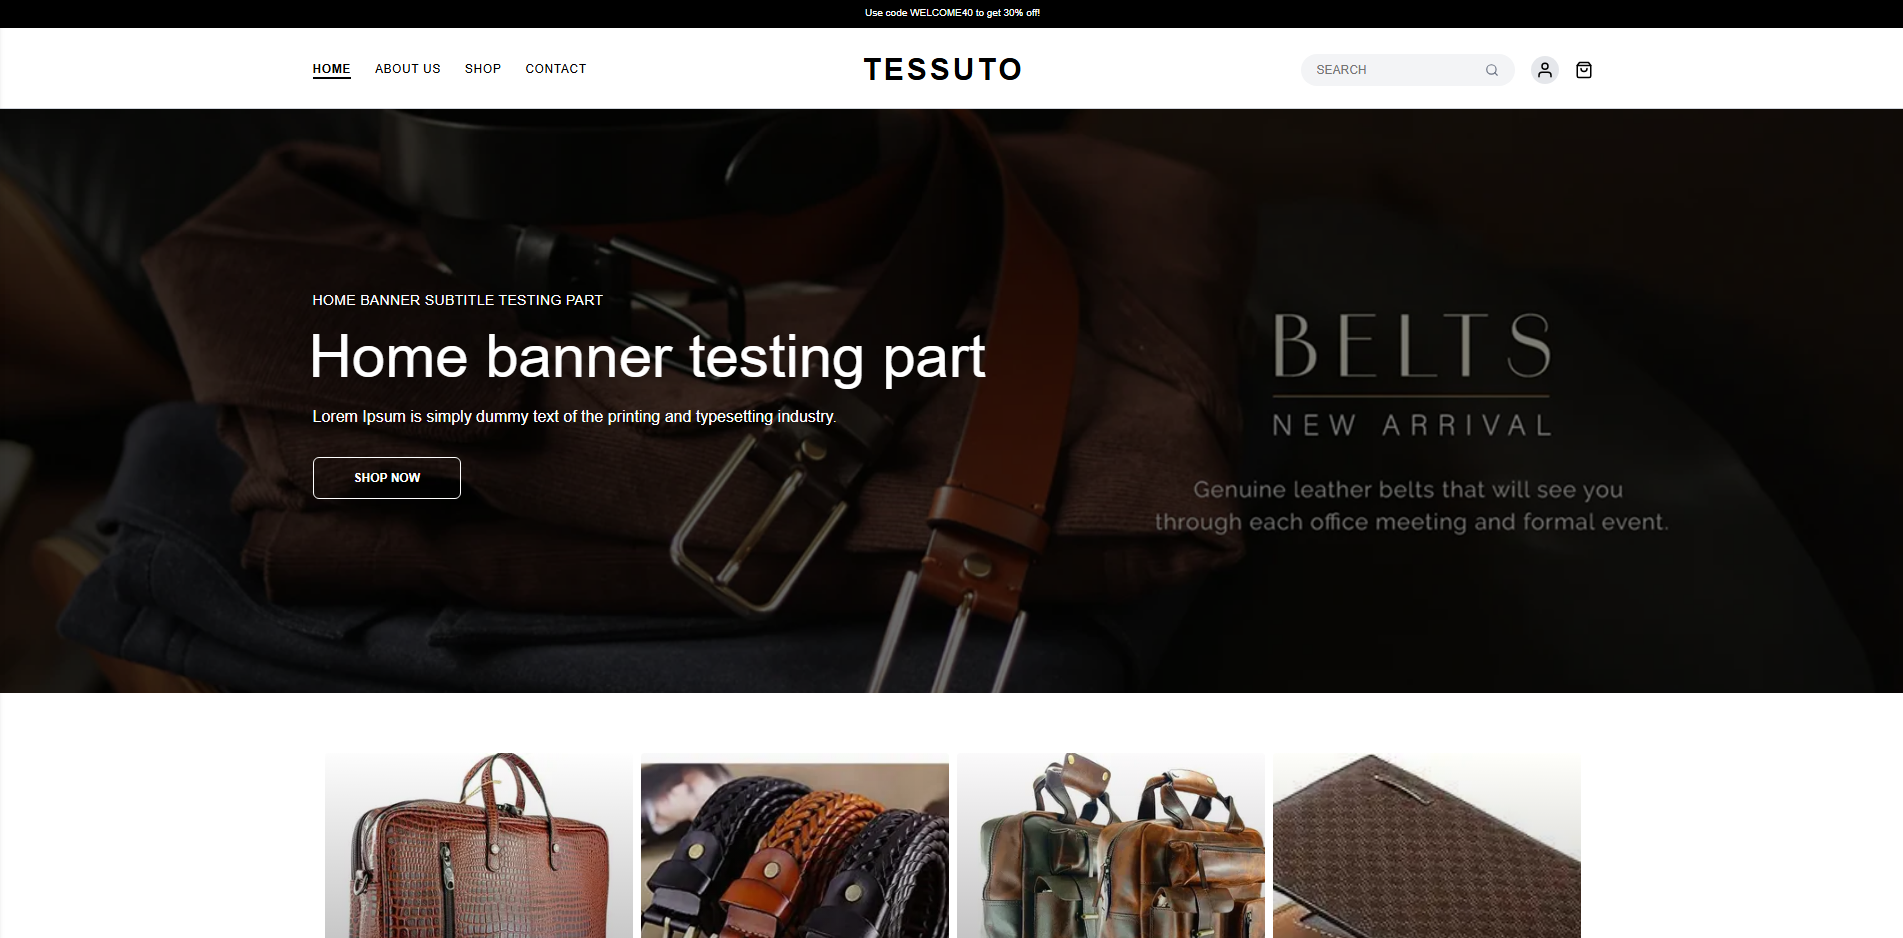 Use code WELCOME40 to get 30% off!
HOME ABOUT US SHOP CONTACT
TESSUTO
SEARCH
HOME BANNER SUBTITLE TESTING PART
Home banner testing part
Lorem Ipsum is simply dummy text of the printing and typesetting industry.
SHOP NOW
BELTS
NEW ARRIVAL
Genuine leather belts that will see you
through each office meeting and formal event.